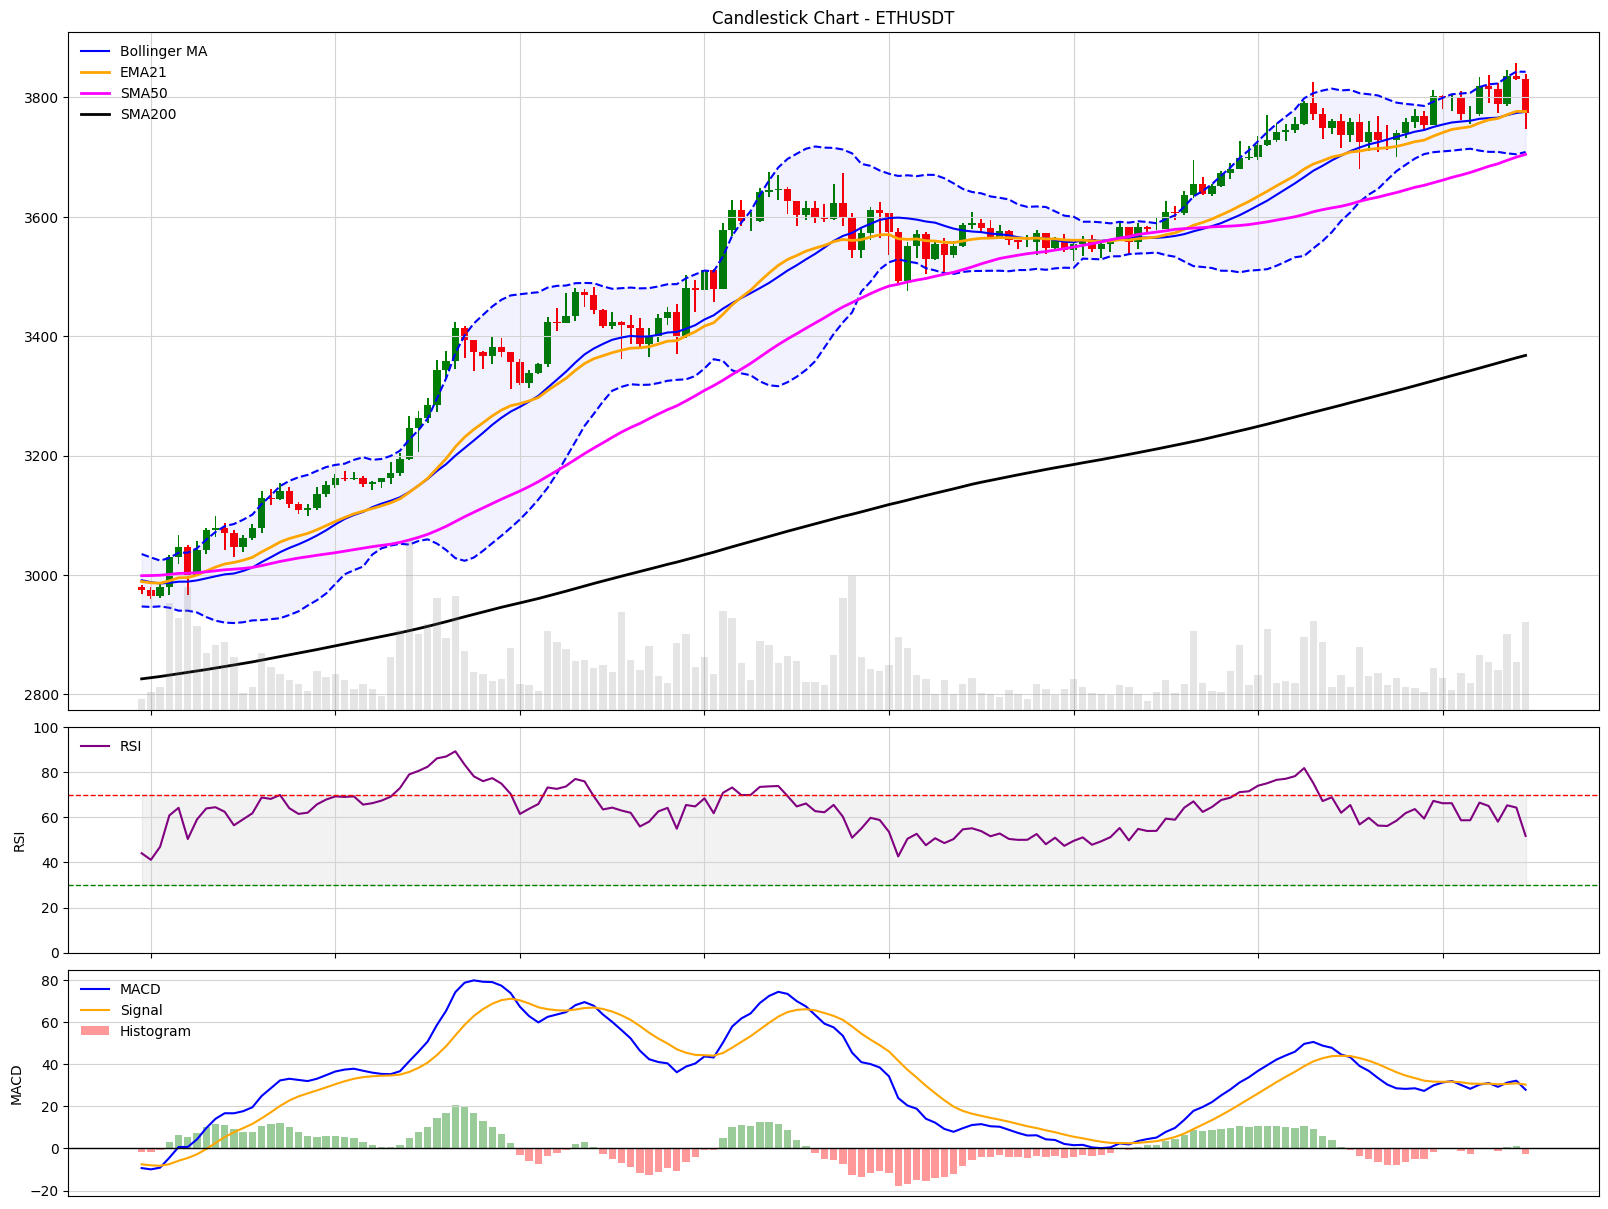 Candlestick Chart - ETHUSDT
Bollinger MA
EMA21
SMA50
SMA200
3800
3600
3400
3200
3000
2800
100
RSI
80
60
40
20
0
RSI
80
MACD
Signal
60
Histogram
40
20
0
−20
MACD